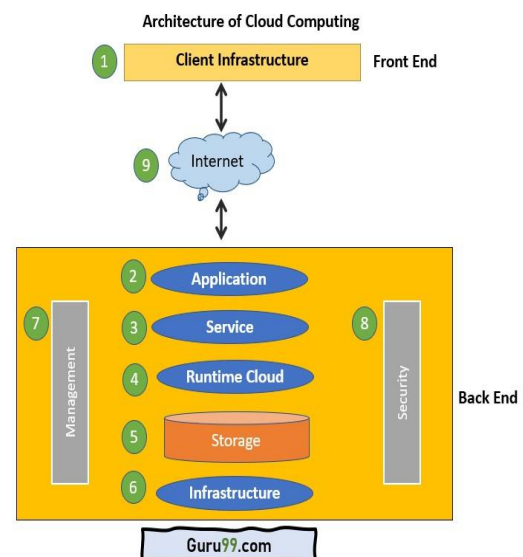 Architecture of Cloud Computing
1 Client Infrastructure Front End
9 Internet
2 Application
3 Service
7 8
4 Runtime Cloud
Management
Security
Back End
5 Storage
6 Infrastructure
Guru99.com